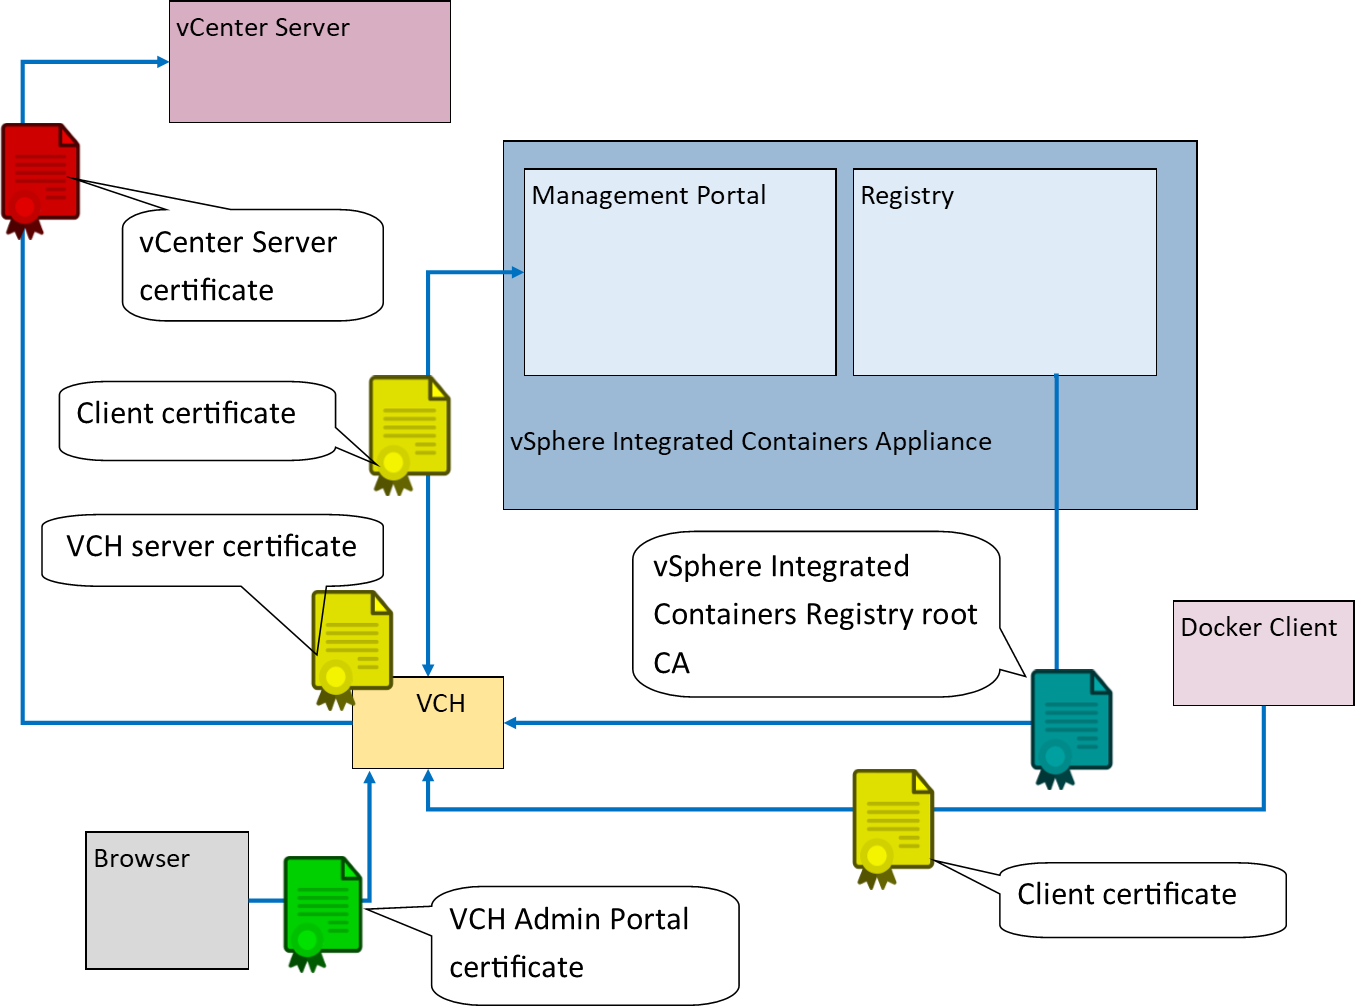 vCenter Server
Management Portal
Registry
vCenter Server
certificate
Client certificate
vSphere Integrated Containers Appliance
VCH server certificate
vSphere Integrated
Containers Registry root
CA
Docker Client
VCH
Browser
Client certificate
VCH Admin Portal
certificate